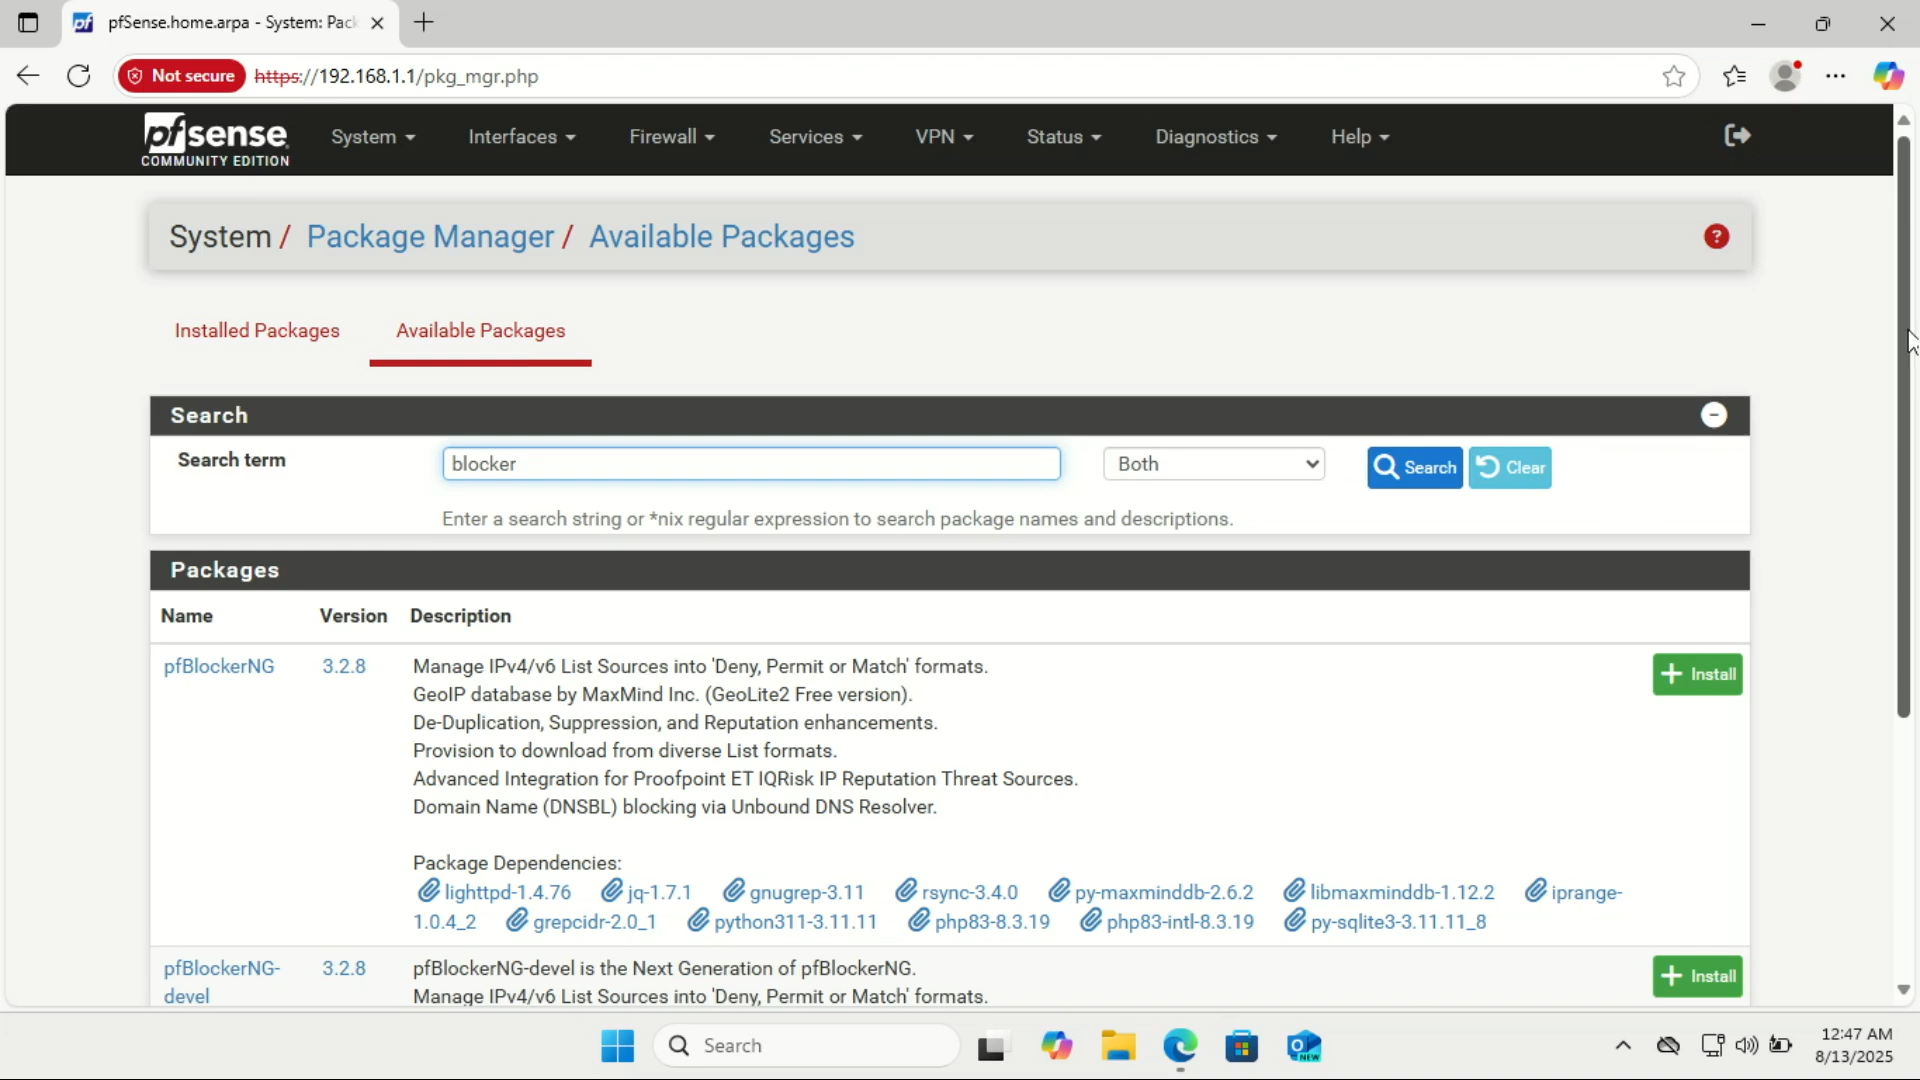 pfSense.home.arpa - System: Pack
Not secure https://192.168.1.1/pkg_mgr.php
pfsense COMMUNITY EDITION System Interfaces Firewall Services VPN Status Diagnostics Help
System / Package Manager / Available Packages
Installed Packages Available Packages
Search
Search term blocker Both Search Clear
Enter a search string or *nix regular expression to search package names and descriptions.
Packages
Name Version Description
pfBlockerNG 3.2.8 Manage IPv4/v6 List Sources into 'Deny, Permit or Match' formats. Install
GeoIP database by MaxMind Inc. (GeoLite2 Free version).
De-Duplication, Suppression, and Reputation enhancements.
Provision to download from diverse List formats.
Advanced Integration for Proofpoint ET IQRisk IP Reputation Threat Sources.
Domain Name (DNSBL) blocking via Unbound DNS Resolver.
Package Dependencies:
lighttpd-1.4.76 jq-1.7.1 gnugrep-3.11 rsync-3.4.0 py-maxminddb-2.6.2 libmaxminddb-1.12.2 iprange-
1.0.4_2 grepcidr-2.0_1 python311-3.11.11 php83-8.3.19 php83-intl-8.3.19 py-sqlite3-3.11.11_8
pfBlockerNG- 3.2.8 pfBlockerNG-devel is the Next Generation of pfBlockerNG. Install
devel Manage IPv4/v6 List Sources into 'Deny, Permit or Match' formats.
Search 12:47 AM
8/13/2025